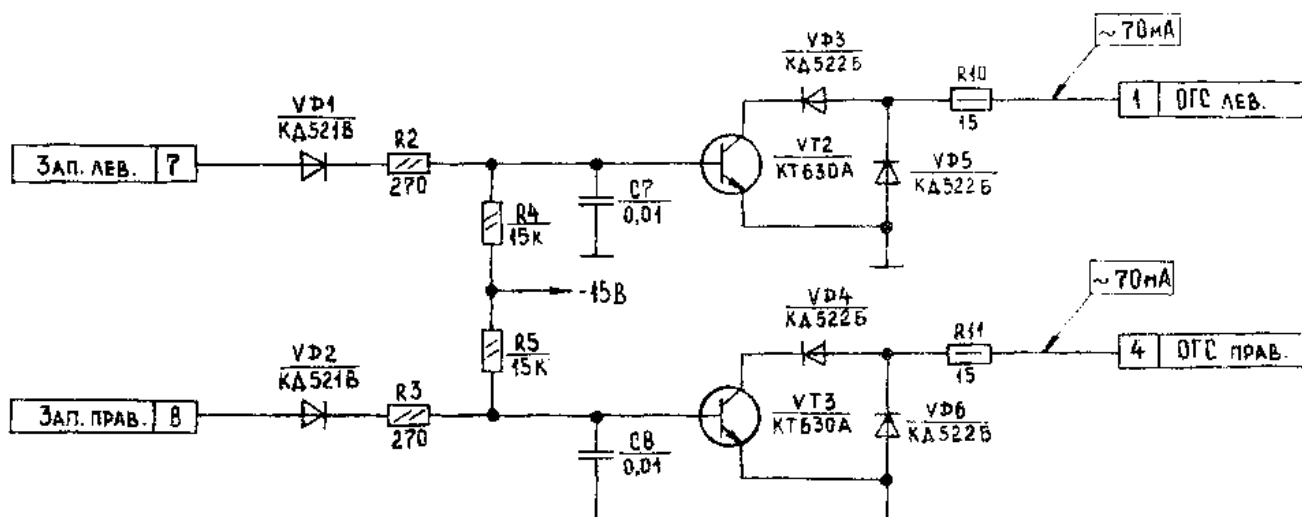 ~70мА
VD3
КД522Б
R10
15
1 ОГС ЛЕВ.
VD1
КД521В
R2
270
ЗАП. ЛЕВ. 7
VT2
КТ630А
VD5
КД522Б
C7
0,01
R4
15К
-15В
~70мА
VD4
КД522Б
R5
15К
R11
15
4 ОГС ПРАВ.
VD2
КД521В
R3
270
ЗАП. ПРАВ. 8
VT3
КТ630А
VD6
КД522Б
C8
0,01